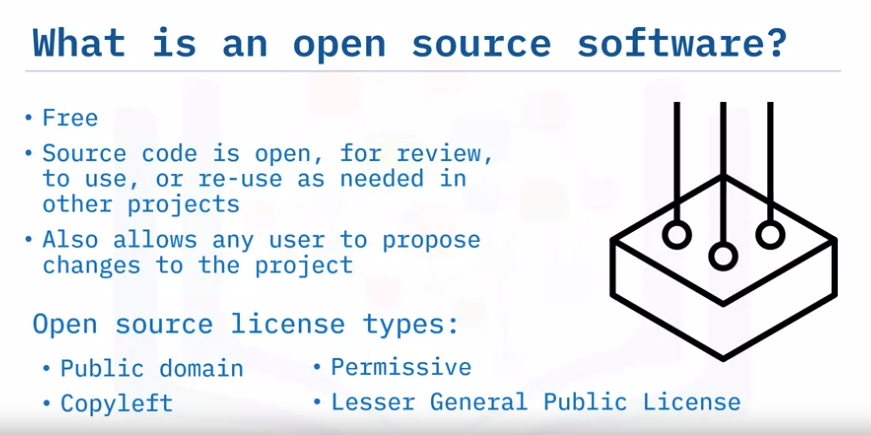 What is an open source software?
• Free
• Source code is open, for review,
to use, or re-use as needed in
other projects
• Also allows any user to propose
changes to the project
Open source license types:
• Public domain
• Permissive
• Copyleft
• Lesser General Public License